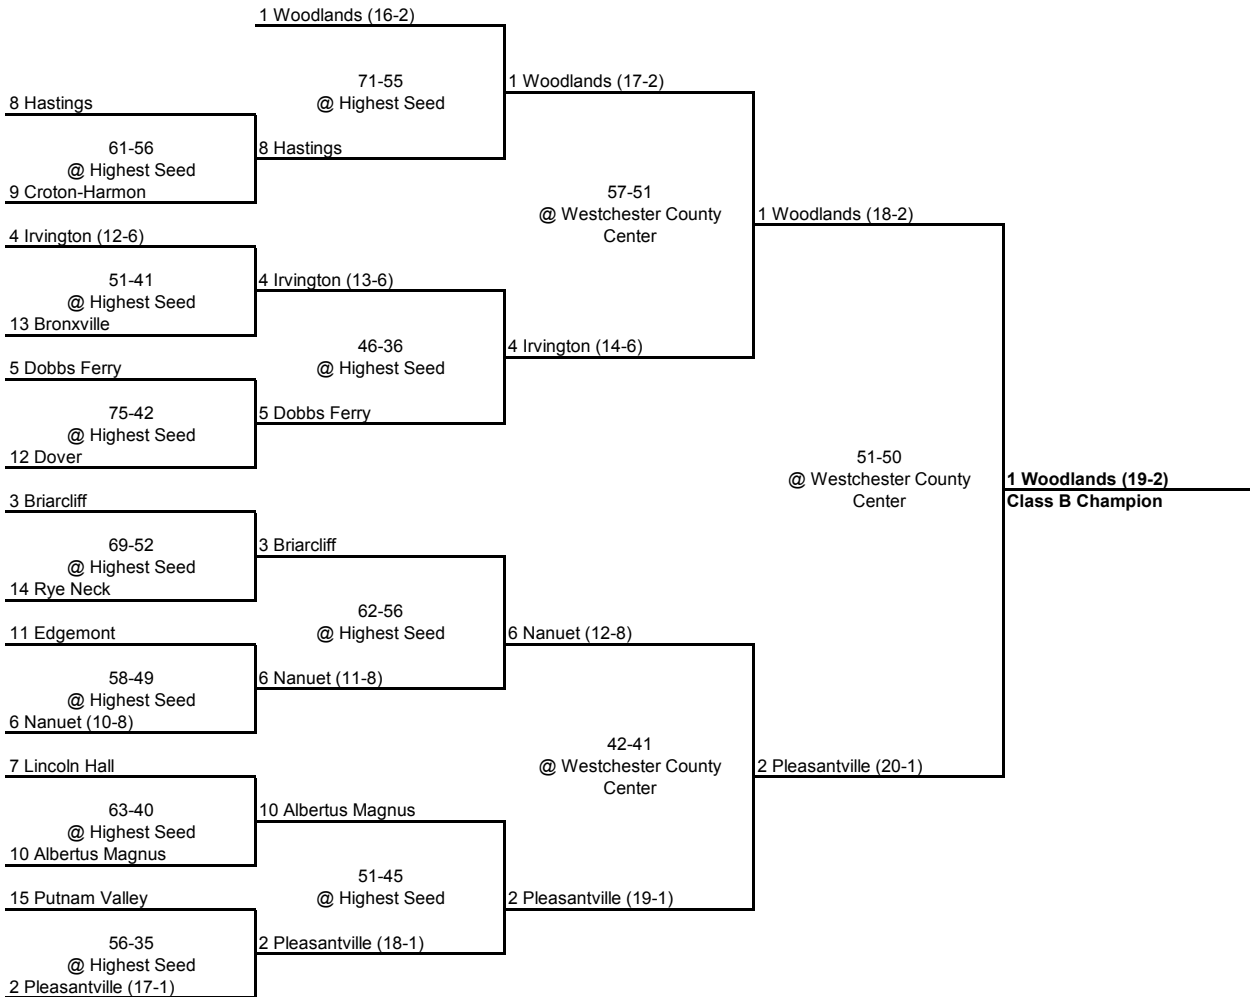 1 Woodlands (16-2)
71-55
@ Highest Seed
1 Woodlands (17-2)
8 Hastings
61-56
@ Highest Seed
8 Hastings
9 Croton-Harmon
57-51
@ Westchester County
Center
1 Woodlands (18-2)
4 Irvington (12-6)
51-41
@ Highest Seed
4 Irvington (13-6)
13 Bronxville
46-36
@ Highest Seed
4 Irvington (14-6)
5 Dobbs Ferry
75-42
@ Highest Seed
5 Dobbs Ferry
12 Dover
51-50
@ Westchester County
Center
1 Woodlands (19-2)
Class B Champion
3 Briarcliff
69-52
@ Highest Seed
3 Briarcliff
14 Rye Neck
62-56
@ Highest Seed
6 Nanuet (12-8)
11 Edgemont
58-49
@ Highest Seed
6 Nanuet (11-8)
6 Nanuet (10-8)
42-41
@ Westchester County
Center
2 Pleasantville (20-1)
7 Lincoln Hall
63-40
@ Highest Seed
10 Albertus Magnus
10 Albertus Magnus
51-45
@ Highest Seed
2 Pleasantville (19-1)
15 Putnam Valley
56-35
@ Highest Seed
2 Pleasantville (18-1)
2 Pleasantville (17-1)